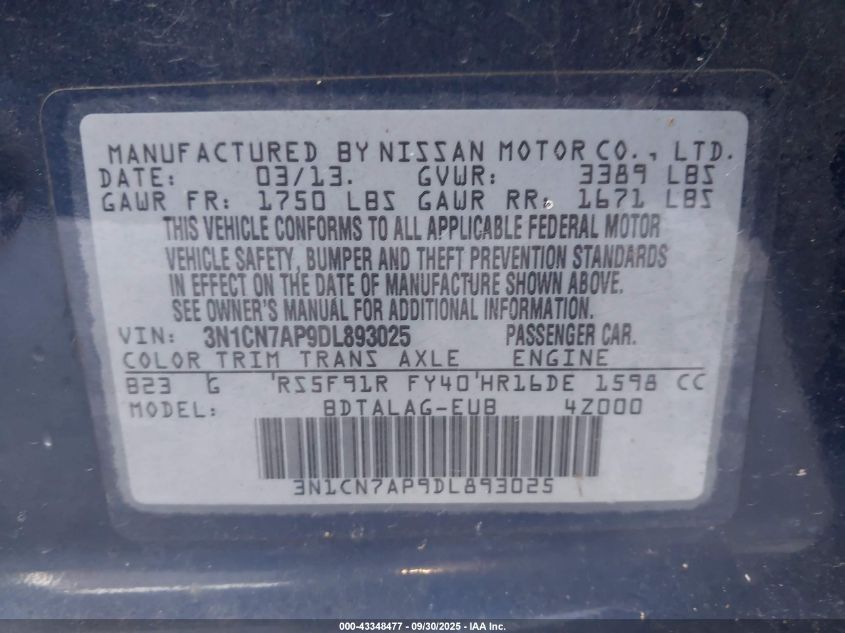 MANUFACTURED BY NISSAN MOTOR CO., LTD.
DATE: 03/13. GVWR: 3389 LBS
GAWR FR: 1750 LBS GAWR RR: 1671 LBS
THIS VEHICLE CONFORMS TO ALL APPLICABLE FEDERAL MOTOR
VEHICLE SAFETY, BUMPER AND THEFT PREVENTION STANDARDS
IN EFFECT ON THE DATE OF MANUFACTURE SHOWN ABOVE.
SEE OWNER'S MANUAL FOR ADDITIONAL INFORMATION.
VIN: 3N1CN7AP9DL893025 PASSENGER CAR.
COLOR TRIM TRANS AXLE ENGINE
B23 G 'RS5F91R FY40'HR16DE 1598 CC
MODEL: BDTALAG-EUB 4Z000
3N1CN7AP9DL893025
000-43348477 - 09/30/2025 - IAA Inc.